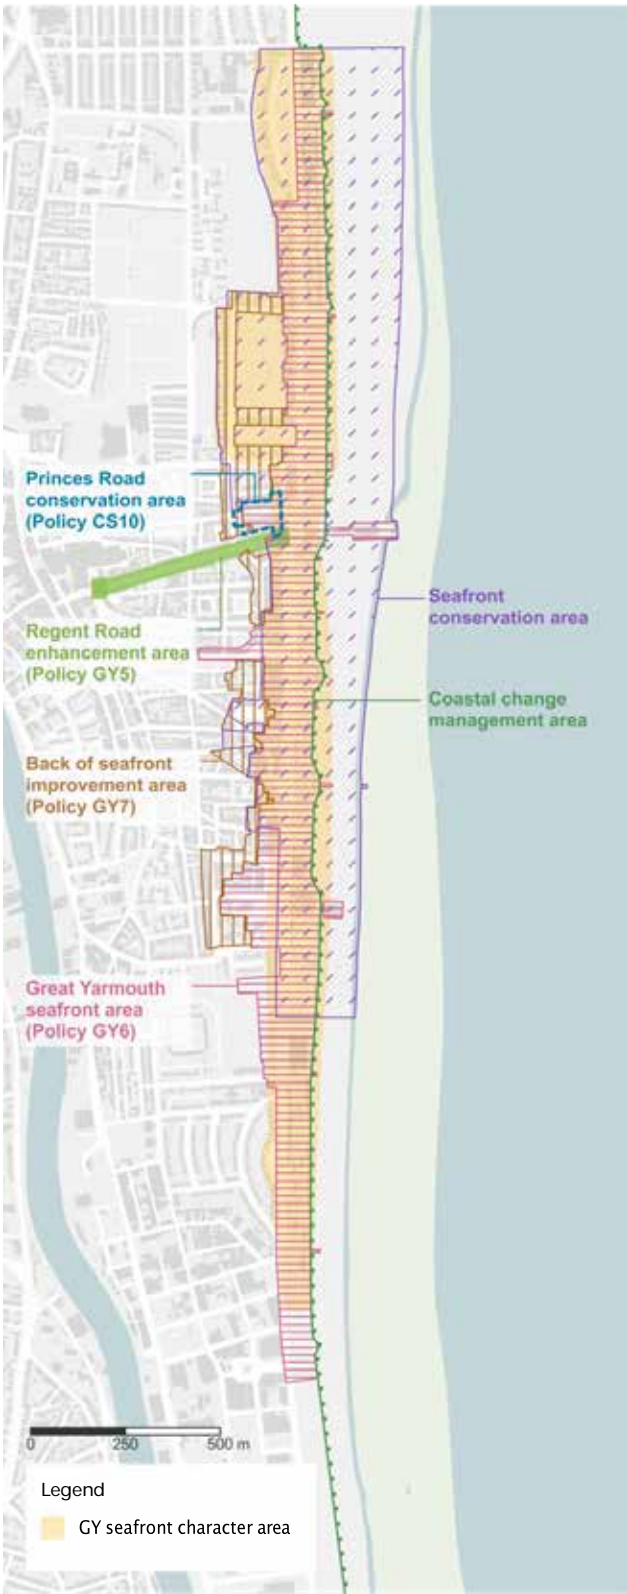 Princes Road
conservation area
(Policy CS10)
Regent Road
enhancement area
(Policy GY5)
Seafront
conservation area
Coastal change
management area
Back of seafront
improvement area
(Policy GY7)
Great Yarmouth
seafront area
(Policy GY6)
0 250 500 m
Legend
GY seafront character area